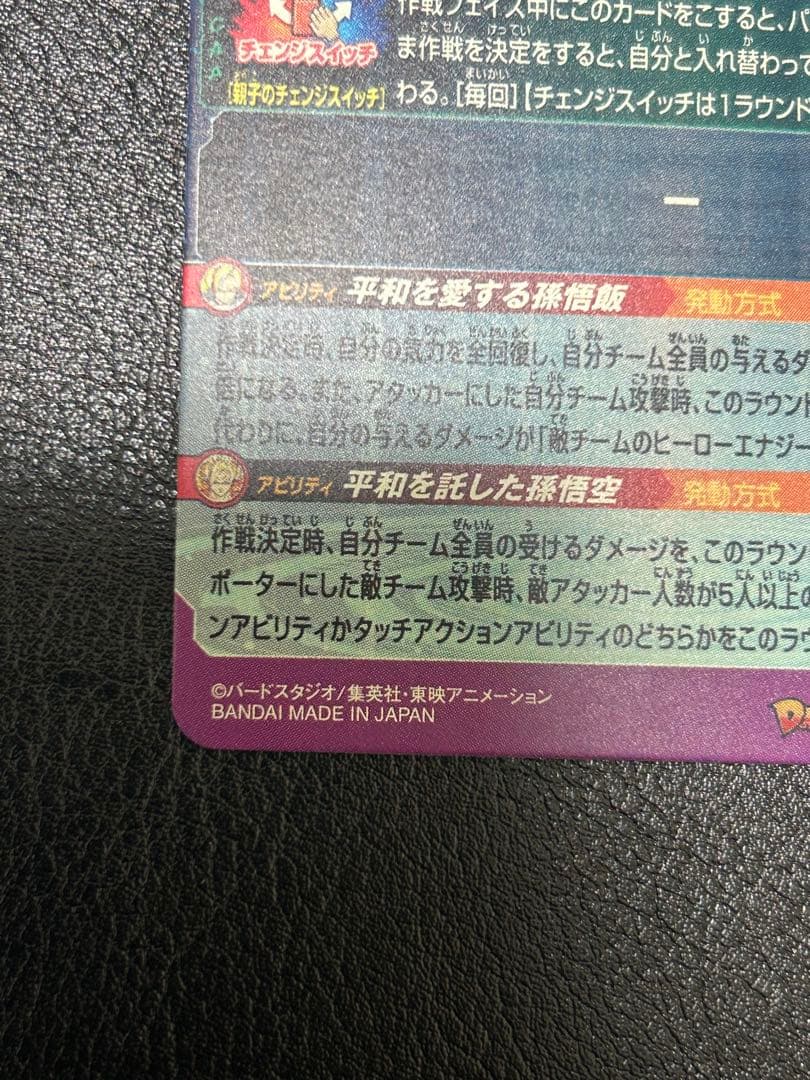 作戦フェイズ中にこのカードをこすると、パ
ま作戦を決定をすると、自分と入れ替わって
わる。[毎回]【チェンジスイッチは1ラウンド
CAA
チェンジスイッチ
[親子のチェンジスイッチ]
ー
アビリティ 平和を愛する孫悟飯 発動方式
作戦決定時、自分の気力を全回復し、自分チーム全員の与えるダ
倍になる。また、アタッカーにした自分チーム攻撃時、このラウンド
代わりに、自分の与えるダメージが「敵チームのヒーローエナジー
アビリティ 平和を託した孫悟空 発動方式
作戦決定時、自分チーム全員の受けるダメージを、このラウン
ポーターにした敵チーム攻撃時、敵アタッカー人数が5人以上の
ンアビリティかタッチアクションアビリティのどちらかをこのラウ
©バードスタジオ/集英社・東映アニメーション
BANDAI MADE IN JAPAN